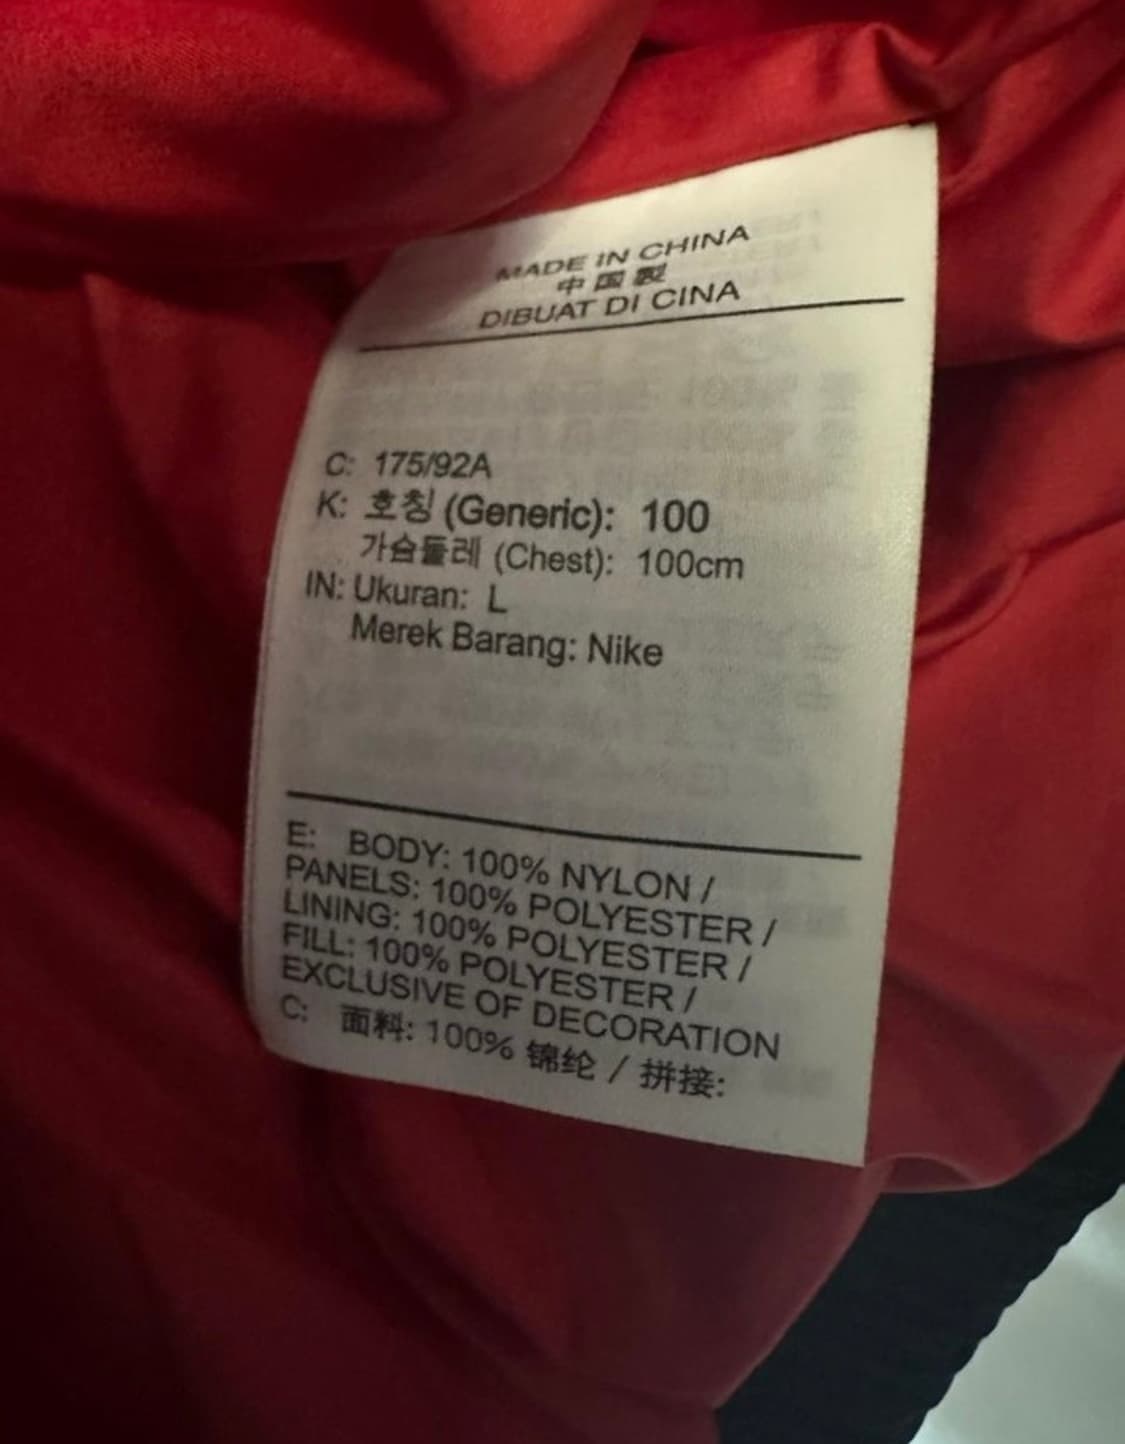 MADE IN CHINA
中国製
DIBUAT DI CINA
C: 175/92A
K: 호칭 (Generic): 100
가슴둘레 (Chest): 100cm
IN: Ukuran: L
Merek Barang: Nike
E: BODY: 100% NYLON /
PANELS: 100% POLYESTER /
LINING: 100% POLYESTER /
FILL: 100% POLYESTER /
EXCLUSIVE OF DECORATION
C: 面料: 100% 锦纶 / 拼接: